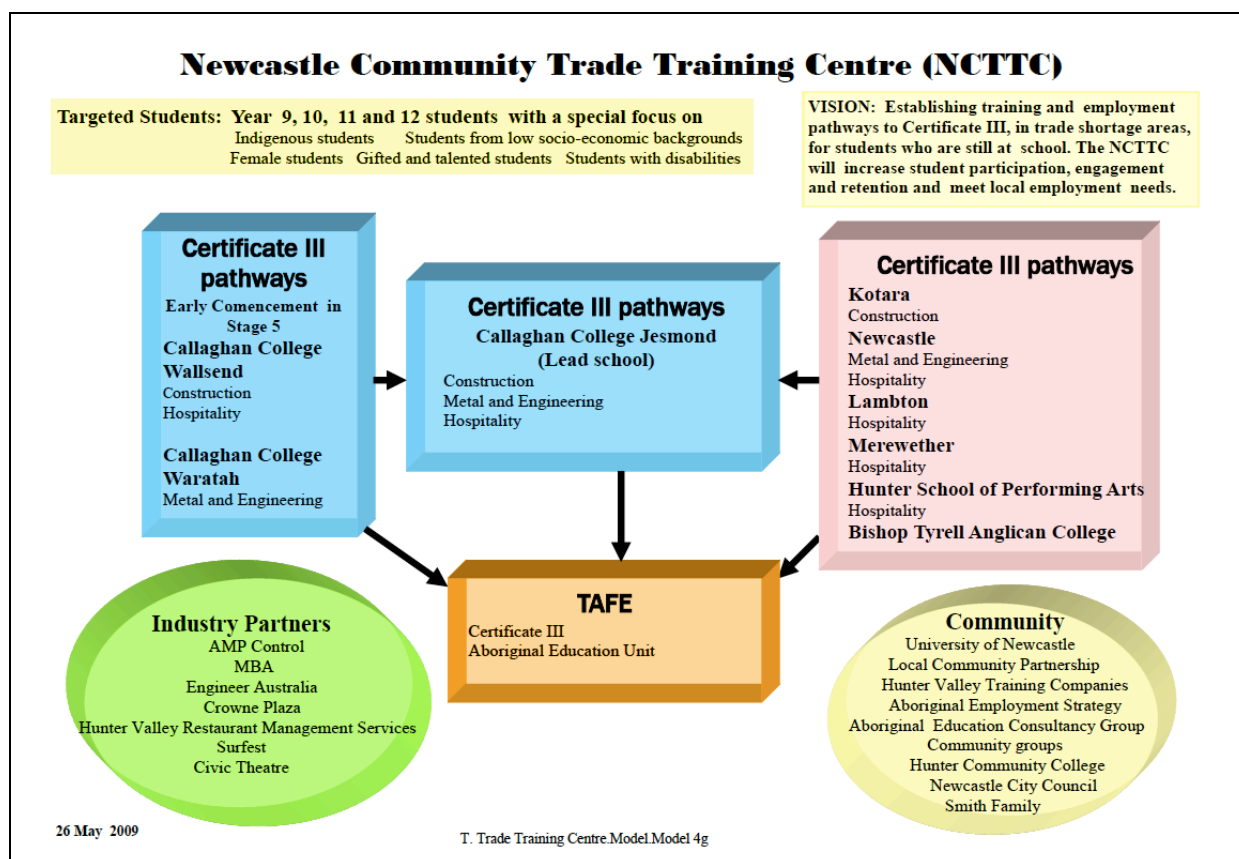 Newcastle Community Trade Training Centre (NCTTC)
Targeted Students: Year 9, 10, 11 and 12 students with a special focus on
Indigenous students Students from low socio-economic backgrounds
Female students Gifted and talented students Students with disabilities
VISION: Establishing training and employment
pathways to Certificate III, in trade shortage areas,
for students who are still at school. The NCTTC
will increase student participation, engagement
and retention and meet local employment needs.
Certificate III
pathways
Early Comencement in
Stage 5
Callaghan College
Wallsend
Construction
Hospitality
Callaghan College
Waratah
Metal and Engineering
Certificate III pathways
Callaghan College Jesmond
(Lead school)
Construction
Metal and Engineering
Hospitality
Certificate III pathways
Kotara
Construction
Newcastle
Metal and Engineering
Hospitality
Lambton
Hospitality
Merewether
Hospitality
Hunter School of Performing Arts
Hospitality
Bishop Tyrell Anglican College
TAFE
Certificate III
Aboriginal Education Unit
Industry Partners
AMP Control
MBA
Engineer Australia
Crowne Plaza
Hunter Valley Restaurant Management Services
Surfest
Civic Theatre
Community
University of Newcastle
Local Community Partnership
Hunter Valley Training Companies
Aboriginal Employment Strategy
Aboriginal Education Consultancy Group
Community groups
Hunter Community College
Newcastle City Council
Smith Family
26 May 2009
T. Trade Training Centre.Model.Model 4g